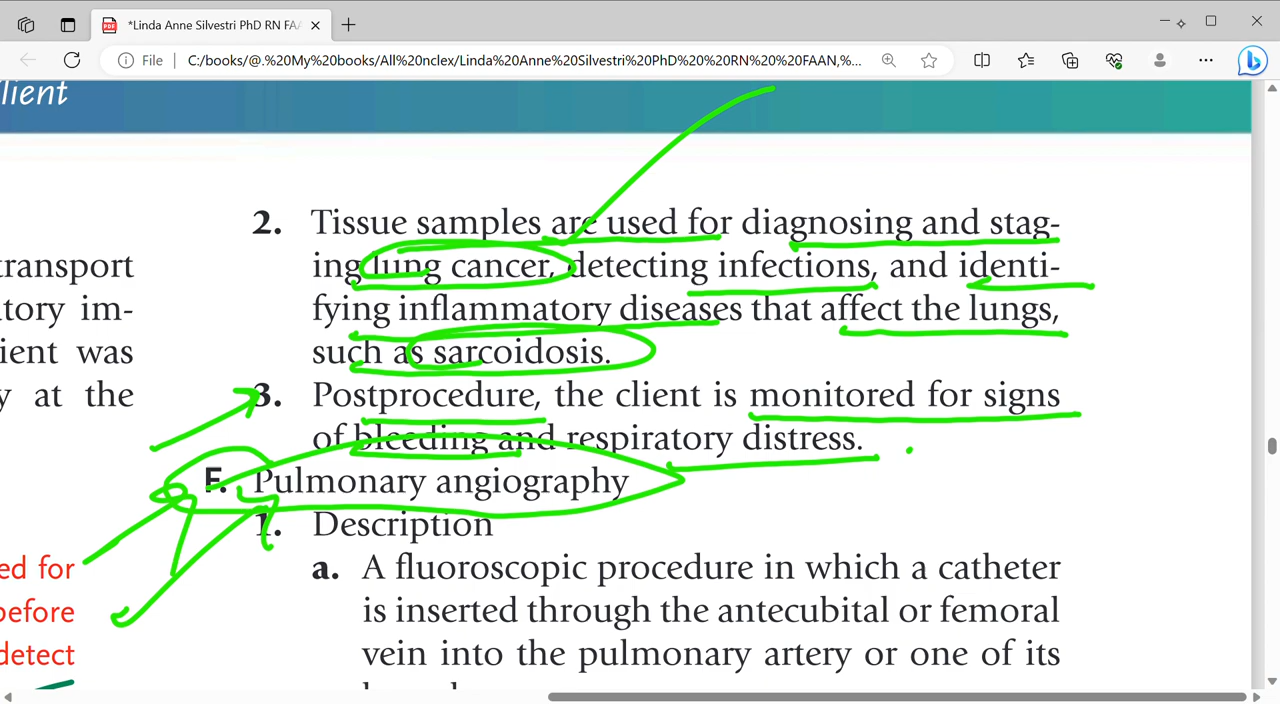 *Linda Anne Silvestri PhD RN FAA
File
C:/books/@.%20My%20books/All%20nclex/Linda%20Anne%20Silvestri%20PhD%20%20RN%20%20FAAN,%...
lient
transport
tory im-
ient was
y at the
ed for
before
detect
2. Tissue samples are used for diagnosing and stag-
ing lung cancer, detecting infections, and identi-
fying inflammatory diseases that affect the lungs,
such as sarcoidosis.
3. Postprocedure, the client is monitored for signs
of bleeding and respiratory distress.
F. Pulmonary angiography
1. Description
a. A fluoroscopic procedure in which a catheter
is inserted through the antecubital or femoral
vein into the pulmonary artery or one of its